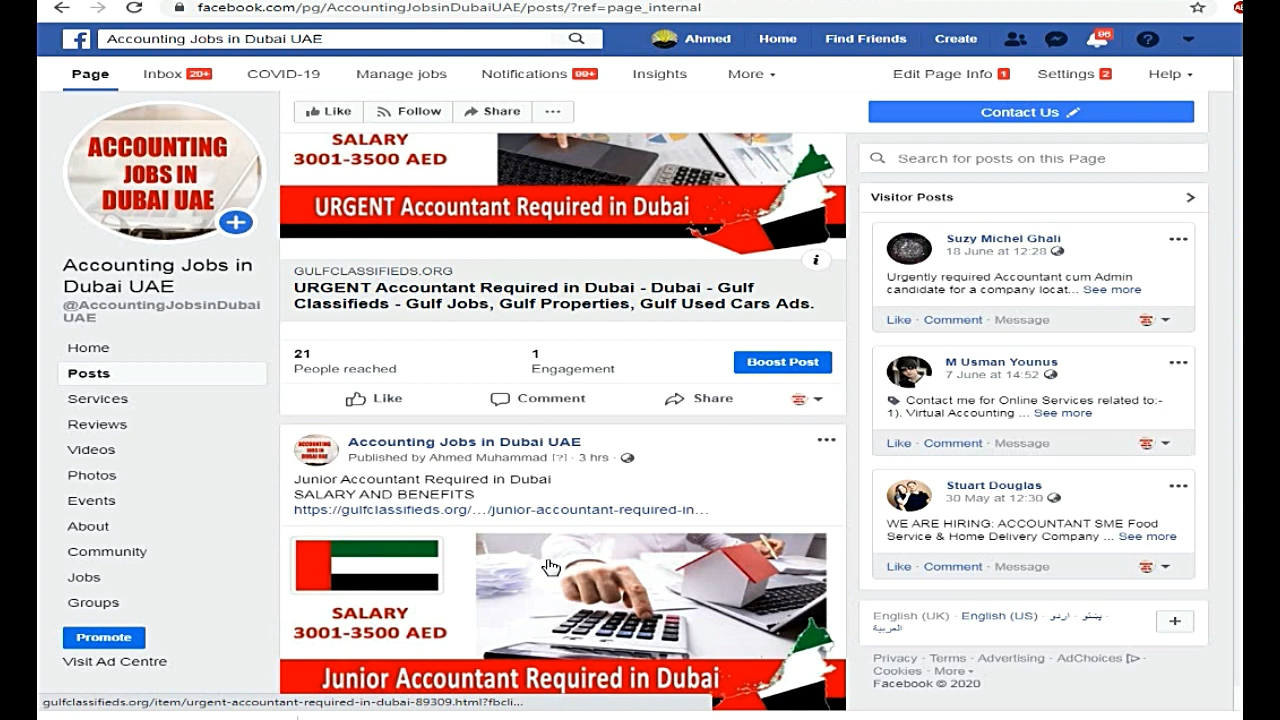 facebook.com/pg/AccountingJobsinDubaiUAE/posts/?ref=page_internal
Accounting Jobs in Dubai UAE
Ahmed Home Find Friends Create 96
Page Inbox 20+ COVID-19 Manage jobs Notifications 99+ Insights More Edit Page Info 1 Settings 2 Help
ACCOUNTING
JOBS IN
DUBAI UAE
Accounting Jobs in
Dubai UAE
@AccountingJobsinDubai
UAE
Home
Posts
Services
Reviews
Videos
Photos
Events
About
Community
Jobs
Groups
Promote
Visit Ad Centre
Like Follow Share ...
SALARY
3001-3500 AED
URGENT Accountant Required in Dubai
GULFCLASSIFIEDS.ORG
URGENT Accountant Required in Dubai - Dubai - Gulf
Classifieds - Gulf Jobs, Gulf Properties, Gulf Used Cars Ads.
21
People reached
1
Engagement
Boost Post
Like Comment Share
Accounting Jobs in Dubai UAE
Published by Ahmed Muhammad [?] · 3 hrs ·
Junior Accountant Required in Dubai
SALARY AND BENEFITS
https://gulfclassifieds.org/…/junior-accountant-required-in…
SALARY
3001-3500 AED
Junior Accountant Required in Dubai
Contact Us
Search for posts on this Page
Visitor Posts
Suzy Michel Ghali
18 June at 12:28
Urgently required Accountant cum Admin
candidate for a company locat... See more
Like · Comment · Message
M Usman Younus
7 June at 14:52
Contact me for Online Services related to:-
1). Virtual Accounting ... See more
Like · Comment · Message
Stuart Douglas
30 May at 12:30
WE ARE HIRING: ACCOUNTANT SME Food
Service & Home Delivery Company ... See more
Like · Comment · Message
English (UK) · English (US) · اردو · پښتو ·
العربية
Privacy · Terms · Advertising · AdChoices ·
Cookies · More
Facebook © 2020
gulfclassifieds.org/item/urgent-accountant-required-in-dubai-89309.html?fbcli...